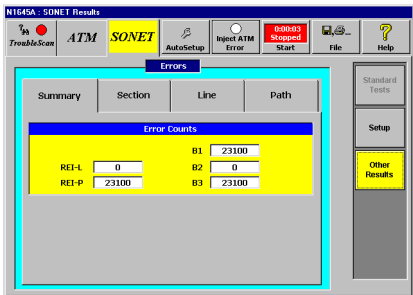 N1645A : SONET Results
TroubleScan
ATM
SONET
AutoSetup
Inject ATM
Error
0:00:03
Stopped
Start
File
?
Help
Errors
Standard
Tests
Summary
Section
Line
Path
Setup
Error Counts
B1 23100
REI-L 0 B2 0
REI-P 23100 B3 23100
Other
Results